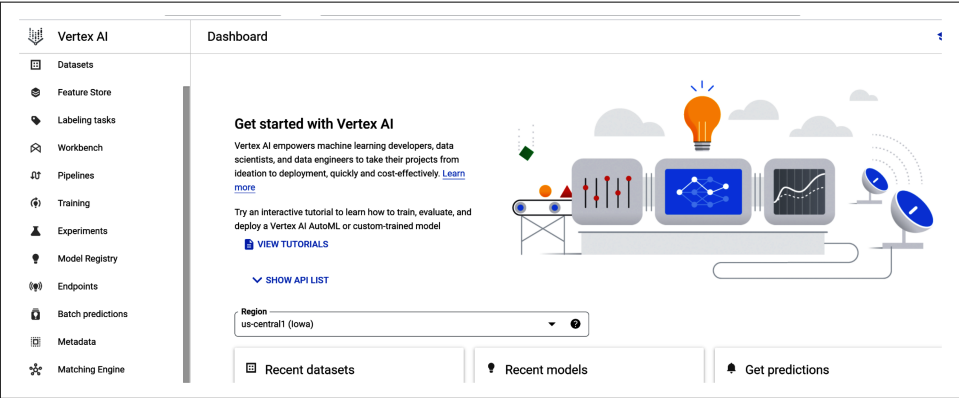 Vertex AI
Dashboard
Datasets
Feature Store
Labeling tasks
Workbench
Pipelines
Training
Experiments
Model Registry
Endpoints
Batch predictions
Metadata
Matching Engine
Get started with Vertex AI
Vertex AI empowers machine learning developers, data
scientists, and data engineers to take their projects from
ideation to deployment, quickly and cost-effectively. Learn
more
Try an interactive tutorial to learn how to train, evaluate, and
deploy a Vertex AI AutoML or custom-trained model
VIEW TUTORIALS
SHOW API LIST
Region
us-central1 (Iowa)
?
Recent datasets
Recent models
Get predictions